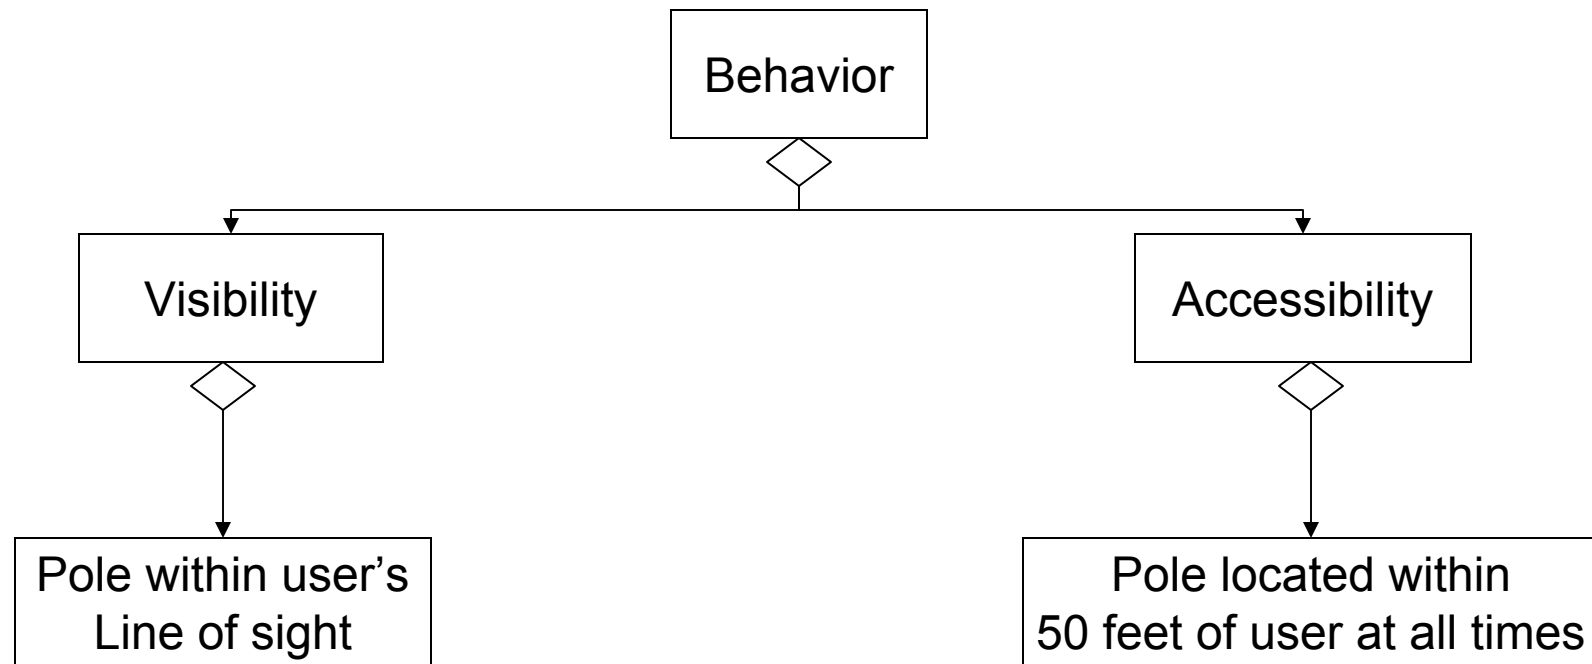 Behavior
Visibility
Accessibility
Pole within user’s
Line of sight
Pole located within
50 feet of user at all times